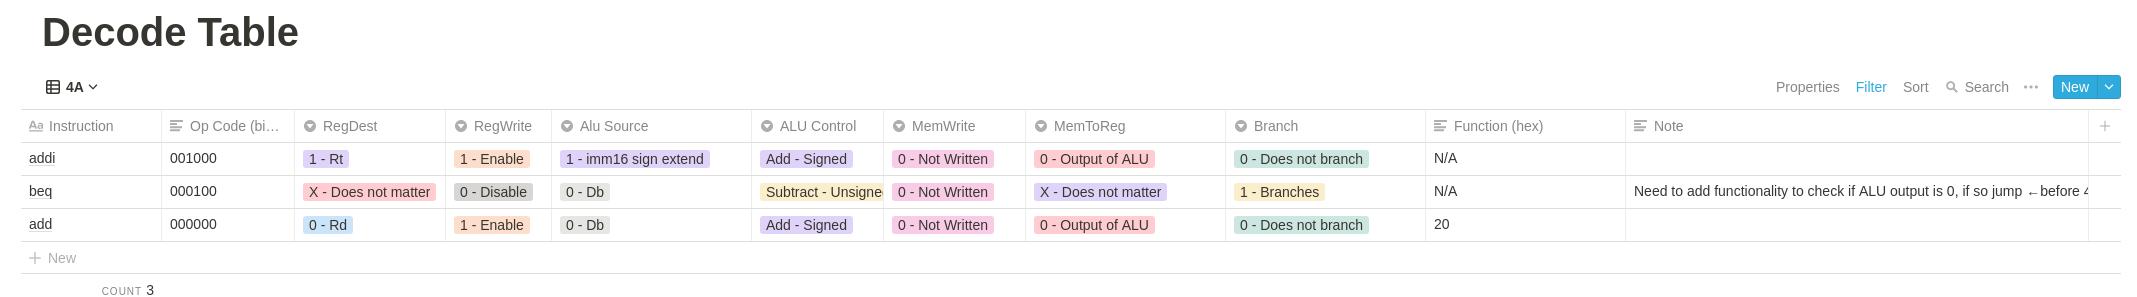 Decode Table
4A Properties Filter Sort Search ••• New
Aa Instruction Op Code (bi… RegDest RegWrite Alu Source ALU Control MemWrite MemToReg Branch Function (hex) Note +
addi 001000 1 - Rt 1 - Enable 1 - imm16 sign extend Add - Signed 0 - Not Written 0 - Output of ALU 0 - Does not branch N/A
beq 000100 X - Does not matter 0 - Disable 0 - Db Subtract - Unsigne 0 - Not Written X - Does not matter 1 - Branches N/A Need to add functionality to check if ALU output is 0, if so jump ←before
add 000000 0 - Rd 1 - Enable 0 - Db Add - Signed 0 - Not Written 0 - Output of ALU 0 - Does not branch 20
+ New
COUNT 3